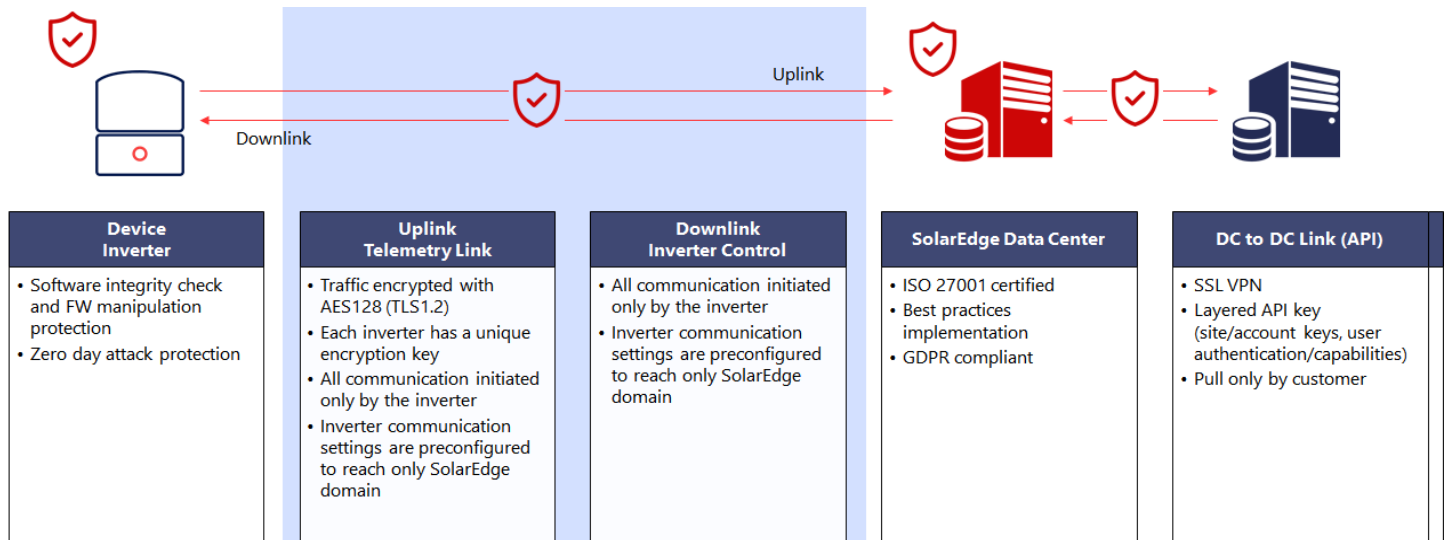 Uplink
Downlink
Device
Inverter
• Software integrity check
and FW manipulation
protection
• Zero day attack protection
Uplink
Telemetry Link
• Traffic encrypted with
AES128 (TLS1.2)
• Each inverter has a unique
encryption key
• All communication initiated
only by the inverter
• Inverter communication
settings are preconfigured
to reach only SolarEdge
domain
Downlink
Inverter Control
• All communication initiated
only by the inverter
• Inverter communication
settings are preconfigured
to reach only SolarEdge
domain
SolarEdge Data Center
• ISO 27001 certified
• Best practices
implementation
• GDPR compliant
DC to DC Link (API)
• SSL VPN
• Layered API key
(site/account keys, user
authentication/capabilities)
• Pull only by customer